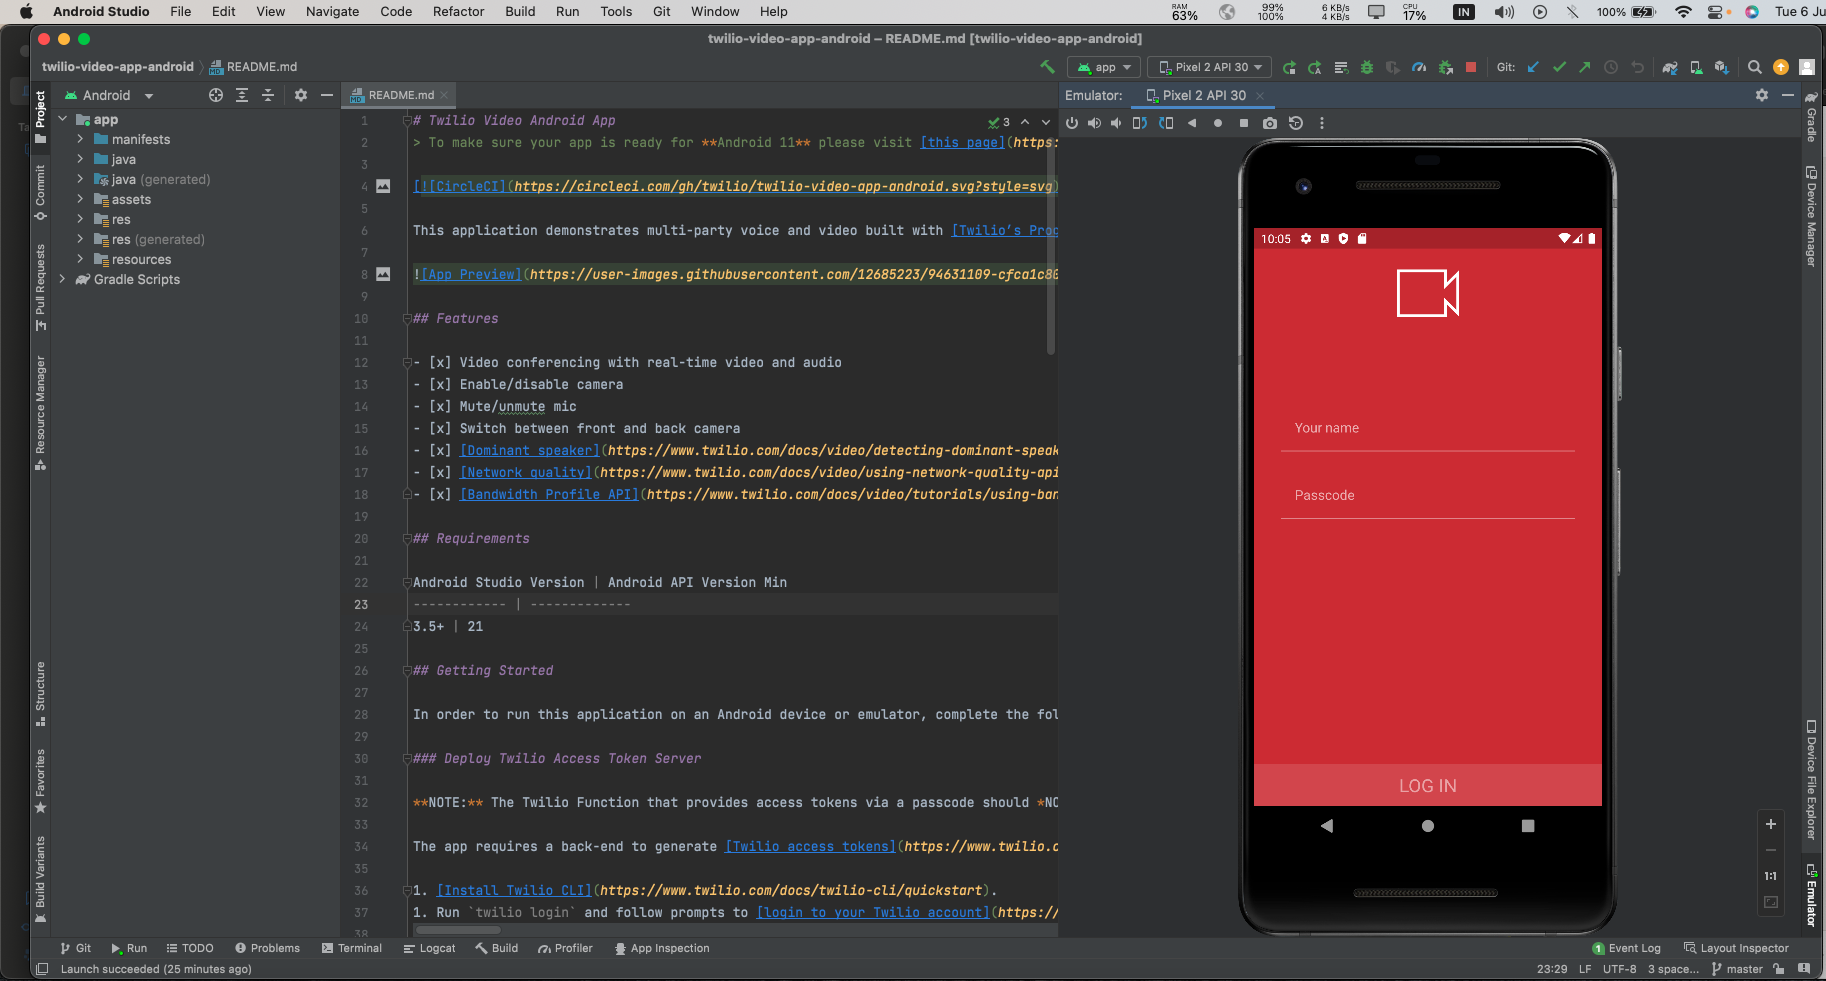 Android Studio File Edit View Navigate Code Refactor Build Run Tools Git Window Help RAM 63% 99% 100% 6 KB/s 4 KB/s CPU 17% IN 100% Tue 6 Ju
twilio-video-app-android – README.md [twilio-video-app-android]
twilio-video-app-android README.md app Pixel 2 API 30 Git:
Project
Commit
Pull Requests
Resource Manager
Structure
Favorites
Build Variants
Android
app
manifests
java
java (generated)
assets
res
res (generated)
resources
Gradle Scripts
README.md
3
1 # Twilio Video Android App
2 > To make sure your app is ready for **Android 11** please visit [this page](https:
3
4 [![CircleCI](https://circleci.com/gh/twilio/twilio-video-app-android.svg?style=svg)
5
6 This application demonstrates multi-party voice and video built with [Twilio's Pro
7
8 ![App Preview](https://user-images.githubusercontent.com/12685223/94631109-cfca1c80
9
10 ## Features
11
12 - [x] Video conferencing with real-time video and audio
13 - [x] Enable/disable camera
14 - [x] Mute/unmute mic
15 - [x] Switch between front and back camera
16 - [x] [Dominant speaker](https://www.twilio.com/docs/video/detecting-dominant-speak
17 - [x] [Network quality](https://www.twilio.com/docs/video/using-network-quality-api
18 - [x] [Bandwidth Profile API](https://www.twilio.com/docs/video/tutorials/using-ban
19
20 ## Requirements
21
22 Android Studio Version | Android API Version Min
23 ------------ | -------------
24 3.5+ | 21
25
26 ## Getting Started
27
28 In order to run this application on an Android device or emulator, complete the fol
29
30 ### Deploy Twilio Access Token Server
31
32 **NOTE:** The Twilio Function that provides access tokens via a passcode should *NO
33
34 The app requires a back-end to generate [Twilio access tokens](https://www.twilio.c
35
36 1. [Install Twilio CLI](https://www.twilio.com/docs/twilio-cli/quickstart).
37 1. Run `twilio login` and follow prompts to [login to your Twilio account](https://
38
Emulator: Pixel 2 API 30
10:05
Your name
Passcode
LOG IN
1:1
Gradle
Device Manager
Device File Explorer
Emulator
Git Run TODO Problems Terminal Logcat Build Profiler App Inspection 1 Event Log Layout Inspector
Launch succeeded (25 minutes ago) 23:29 LF UTF-8 3 space... master